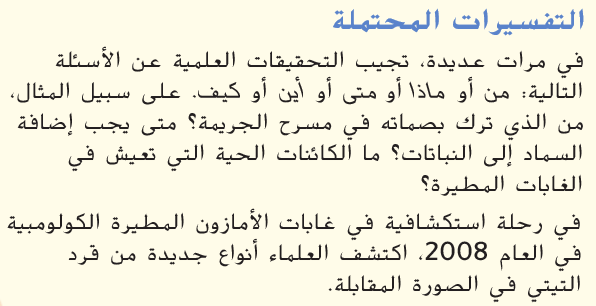 التفسيرات المحتملة
في مرات عديدة، تجيب التحقيقات العلمية عن الأسئلة
التالية: من أو ماذا أو متى أو أين أو كيف. على سبيل المثال،
من الذي ترك بصماته في مسرح الجريمة؟ متى يجب إضافة
السماد إلى النباتات؟ ما الكائنات الحية التي تعيش في
الغابات المطيرة؟
في رحلة استكشافية في غابات الأمازون المطيرة الكولومبية
في العام 2008، اكتشف العلماء أنواع جديدة من قرد
التيتي في الصورة المقابلة.